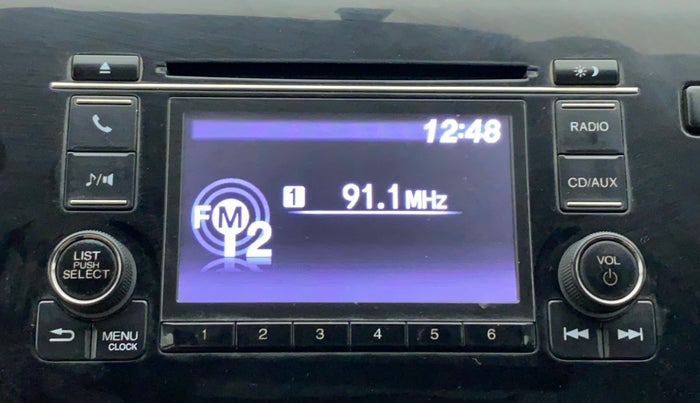 12:48
RADIO
CD/AUX
1 91.1MHz
FM 2
LIST
PUSH
SELECT
VOL
MENU
CLOCK
1 2 3 4 5 6